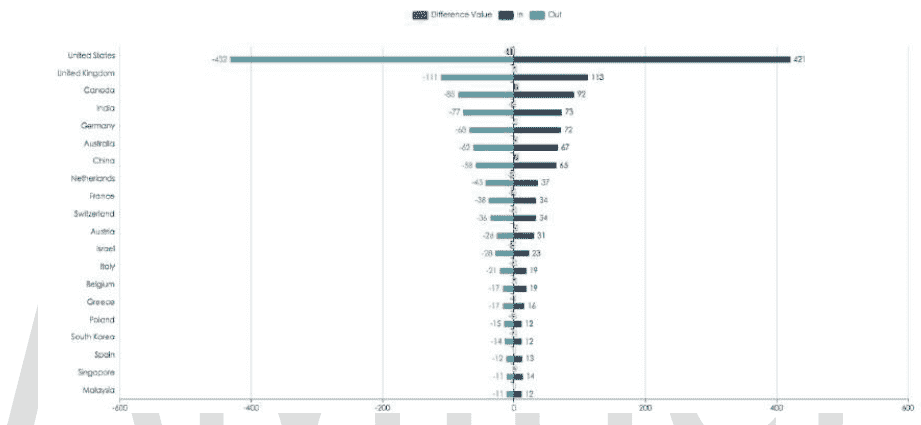 Difference Value In Out
United States -432 421
United Kingdom -111 113
Canada -85 92
India -77 73
Germany -68 72
Australia -62 67
China -58 65
Netherlands -43 37
France -38 34
Switzerland -36 34
Austria -26 31
Israel -28 23
Italy -21 19
Belgium -17 19
Greece -17 16
Poland -15 12
South Korea -14 12
Spain -12 13
Singapore -11 14
Malaysia -11 12
-600 -400 -200 0 200 400 600